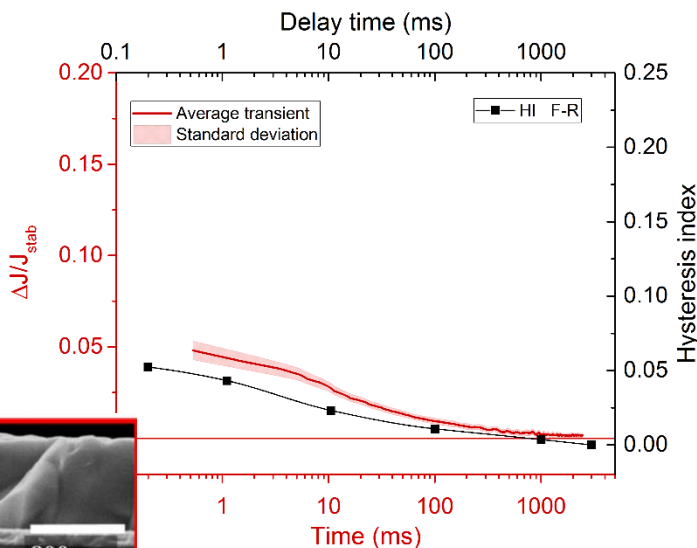 Delay time (ms)
0.1 1 10 100 1000
0.20 0.25
Average transient
Standard deviation
HI F-R
0.20
0.15
0.15
0.10
0.10
0.05
0.05
0.00
ΔJ/J_stab
Hysteresis index
1 10 100 1000
Time (ms)